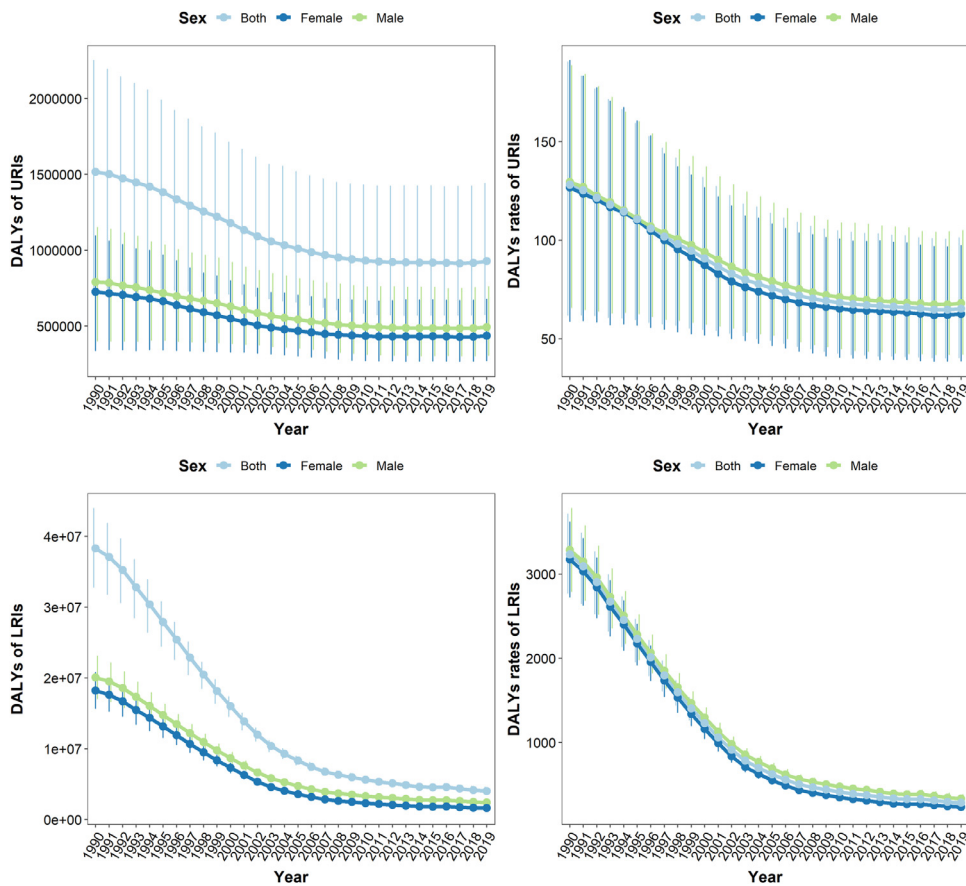 Sex Both Female Male
DALYs of URIs
2000000
1500000
1000000
500000
1990 1991 1992 1993 1994 1995 1996 1997 1998 1999 2000 2001 2002 2003 2004 2005 2006 2007 2008 2009 2010 2011 2012 2013 2014 2015 2016 2017 2018 2019
Year
Sex Both Female Male
DALYs rates of URIs
150
100
50
1990 1991 1992 1993 1994 1995 1996 1997 1998 1999 2000 2001 2002 2003 2004 2005 2006 2007 2008 2009 2010 2011 2012 2013 2014 2015 2016 2017 2018 2019
Year
Sex Both Female Male
DALYs of LRIs
4e+07
3e+07
2e+07
1e+07
0e+00
1990 1991 1992 1993 1994 1995 1996 1997 1998 1999 2000 2001 2002 2003 2004 2005 2006 2007 2008 2009 2010 2011 2012 2013 2014 2015 2016 2017 2018 2019
Year
Sex Both Female Male
DALYs rates of LRIs
3000
2000
1000
1990 1991 1992 1993 1994 1995 1996 1997 1998 1999 2000 2001 2002 2003 2004 2005 2006 2007 2008 2009 2010 2011 2012 2013 2014 2015 2016 2017 2018 2019
Year